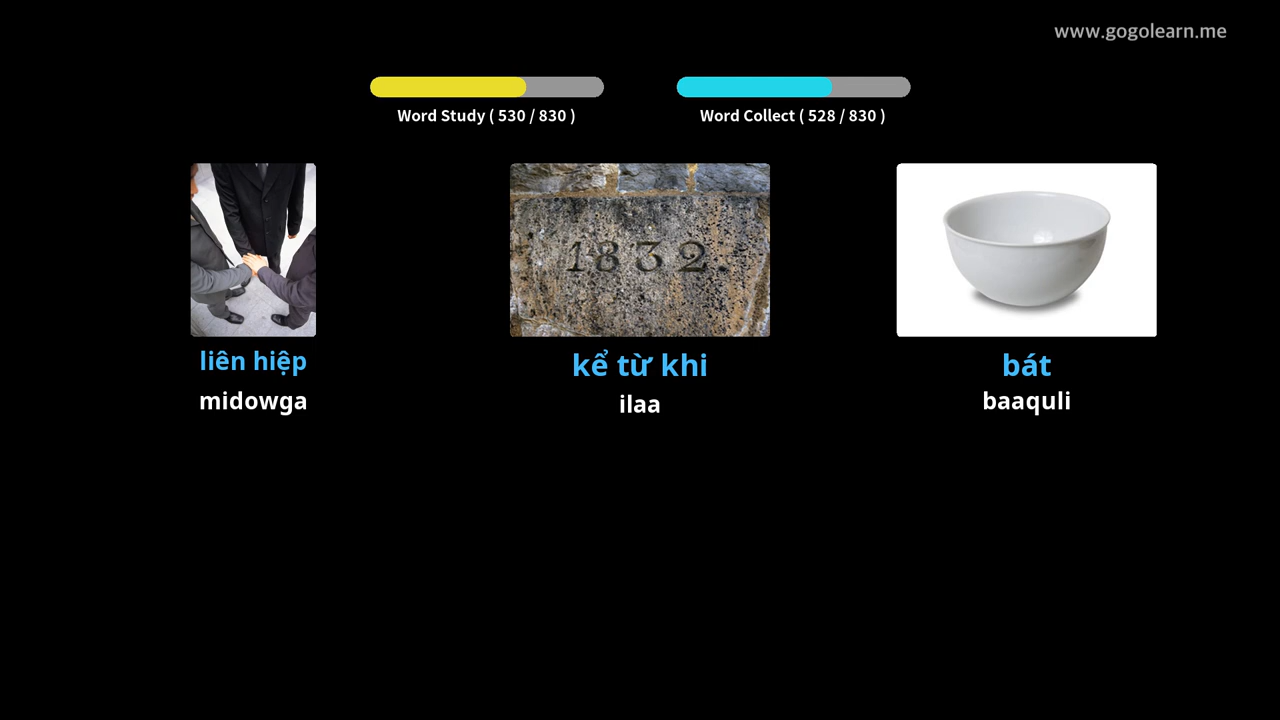 www.gogolearn.me
Word Study ( 530 / 830 )
Word Collect ( 528 / 830 )
1832.
liên hiệp
kể từ khi
bát
midowga
ilaa
baaquli